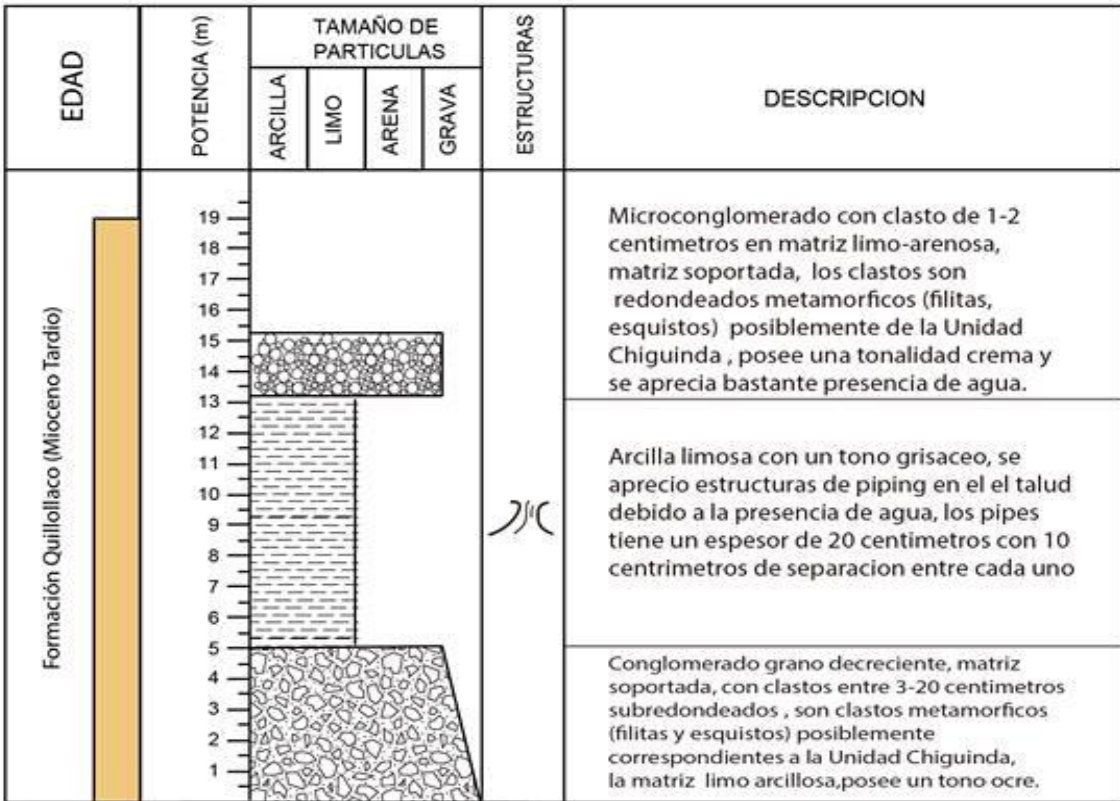 EDAD
POTENCIA (m)
TAMAÑO DE
PARTICULAS
ARCILLA
LIMO
ARENA
GRAVA
ESTRUCTURAS
DESCRIPCION
Formación Quillollaco (Mioceno Tardio)
19
18
17
16
15
14
13
12
11
10
9
8
7
6
5
4
3
2
1
Microconglomerado con clasto de 1-2
centimetros en matriz limo-arenosa,
matriz soportada, los clastos son
redondeados metamorficos (filitas,
esquistos) posiblemente de la Unidad
Chiguinda , posee una tonalidad crema y
se aprecia bastante presencia de agua.
Arcilla limosa con un tono grisaceo, se
aprecio estructuras de piping en el el talud
debido a la presencia de agua, los pipes
tiene un espesor de 20 centimetros con 10
centrimetros de separacion entre cada uno
Conglomerado grano decreciente, matriz
soportada, con clastos entre 3-20 centimetros
subredondeados , son clastos metamorficos
(filitas y esquistos) posiblemente
correspondientes a la Unidad Chiguinda,
la matriz limo arcillosa,posee un tono ocre.